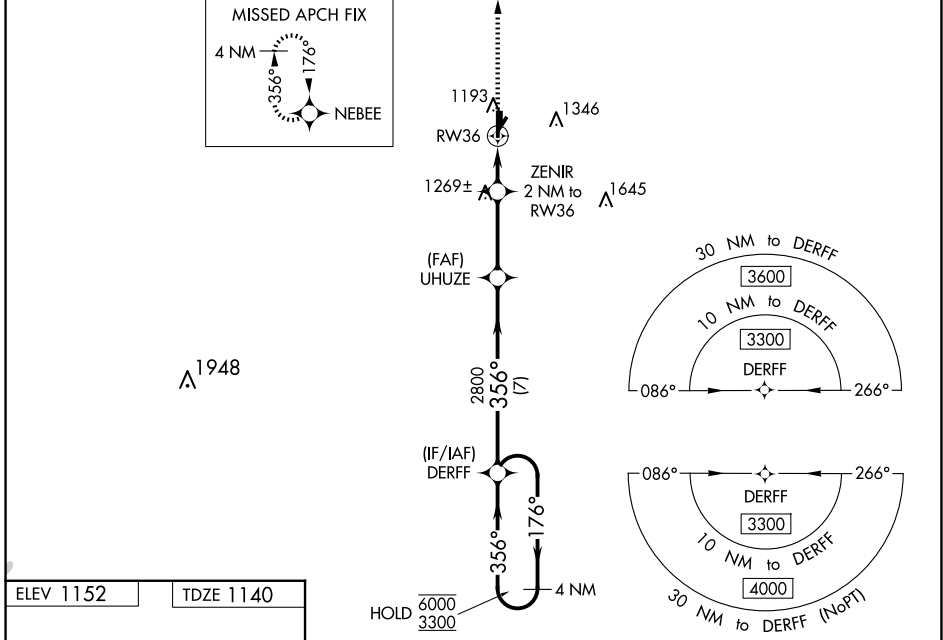 MISSED APCH FIX
4 NM
356°
176°
NEBEE
1193
1346
RW36
1269±
ZENIR
2 NM to
RW36
1645
(FAF)
UHUZE
30 NM to DERFF
3600
10 NM to DERFF
3300
DERFF
086°
266°
1948
2800
356°
(7)
(IF/IAF)
DERFF
086°
266°
DERFF
3300
10 NM to DERFF
4000
30 NM to DERFF (NoPT)
356°
176°
4 NM
HOLD 6000
3300
ELEV 1152
TDZE 1140